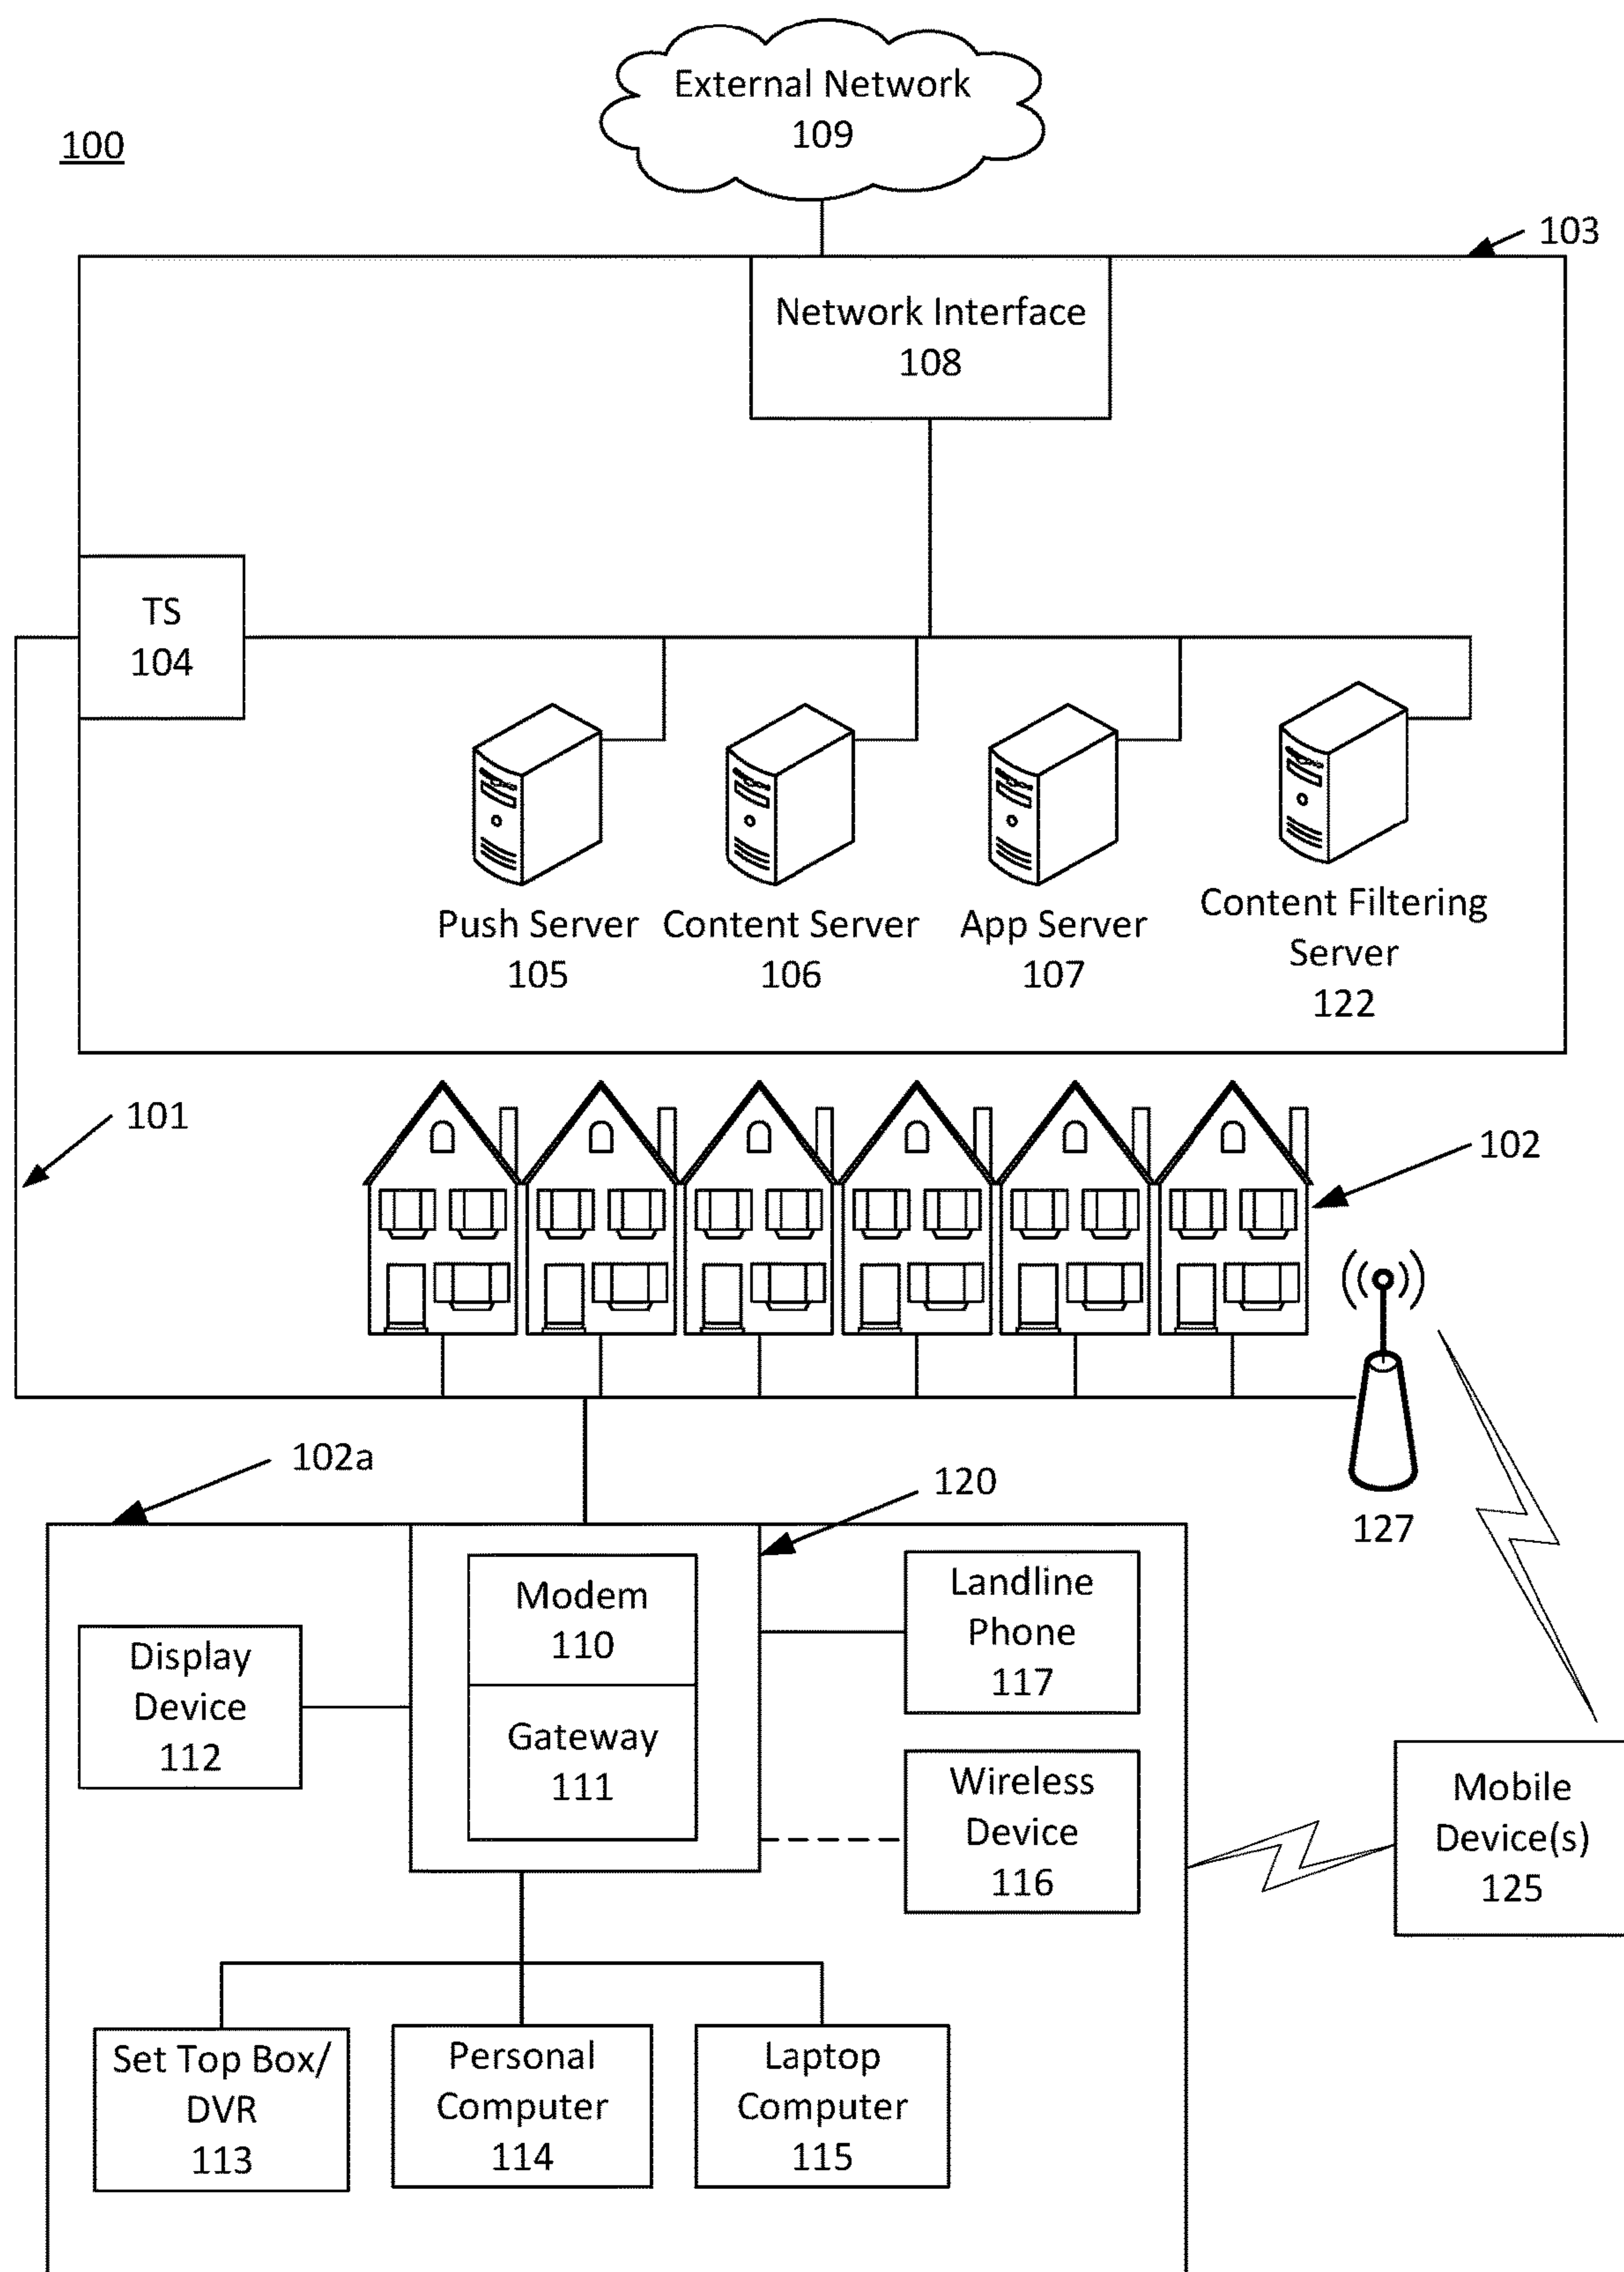 External Network
109
100
103
Network Interface
108
TS
104
Push Server
105
Content Server
106
App Server
107
Content Filtering
Server
122
101
102
127
102a
120
Modem
110
Gateway
111
Landline
Phone
117
Display
Device
112
Wireless
Device
116
Mobile
Device(s)
125
Set Top Box/
DVR
113
Personal
Computer
114
Laptop
Computer
115